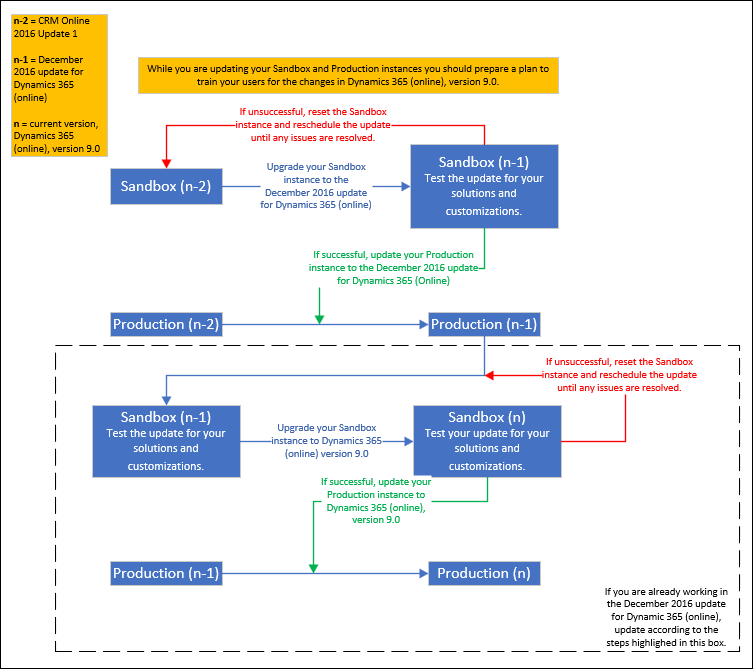 n-2 = CRM Online
2016 Update 1
n-1 = December
2016 update for
Dynamics 365
(online)
n = current version,
Dynamics 365
(online), version 9.0
While you are updating your Sandbox and Production instances you should prepare a plan to
train your users for the changes in Dynamics 365 (online), version 9.0.
If unsuccessful, reset the Sandbox
instance and reschedule the update
until any issues are resolved.
Sandbox (n-2)
Upgrade your Sandbox
instance to the
December 2016 update
for Dynamics 365 (online)
Sandbox (n-1)
Test the update for your
solutions and
customizations.
If successful, update your Production
instance to the December 2016 update
for Dynamics 365 (Online)
Production (n-2)
Production (n-1)
If unsuccessful, reset the Sandbox
instance and reschedule the update
until any issues are resolved.
Sandbox (n-1)
Test the update for your
solutions and
customizations.
Upgrade your Sandbox
instance to Dynamics 365
(online) version 9.0
Sandbox (n)
Test your update for your
solutions and
customizations.
If successful, update your
Production instance to
Dynamics 365 (online),
version 9.0
Production (n-1)
Production (n)
If you are already working in
the December 2016 update
for Dynamic 365 (online),
update according to the
steps highlighed in this box.